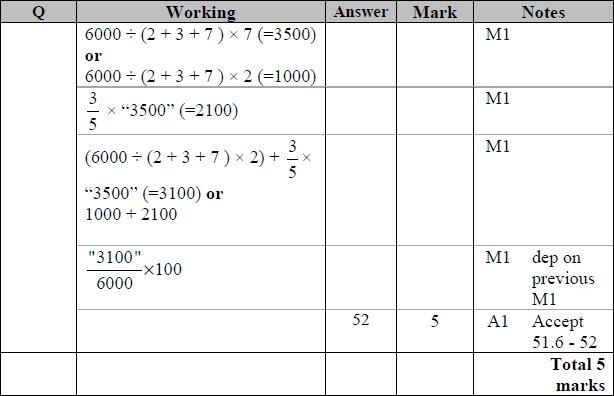 Q Working Answer Mark Notes
6000 ÷ (2 + 3 + 7 ) × 7 (=3500) M1
or
6000 ÷ (2 + 3 + 7 ) × 2 (=1000)
3/5 × “3500” (=2100) M1
(6000 ÷ (2 + 3 + 7 ) × 2) + 3/5 × M1
“3500” (=3100) or
1000 + 2100
"3100"/6000 ×100 M1 dep on
previous
M1
52 5 A1 Accept
51.6 - 52
Total 5
marks